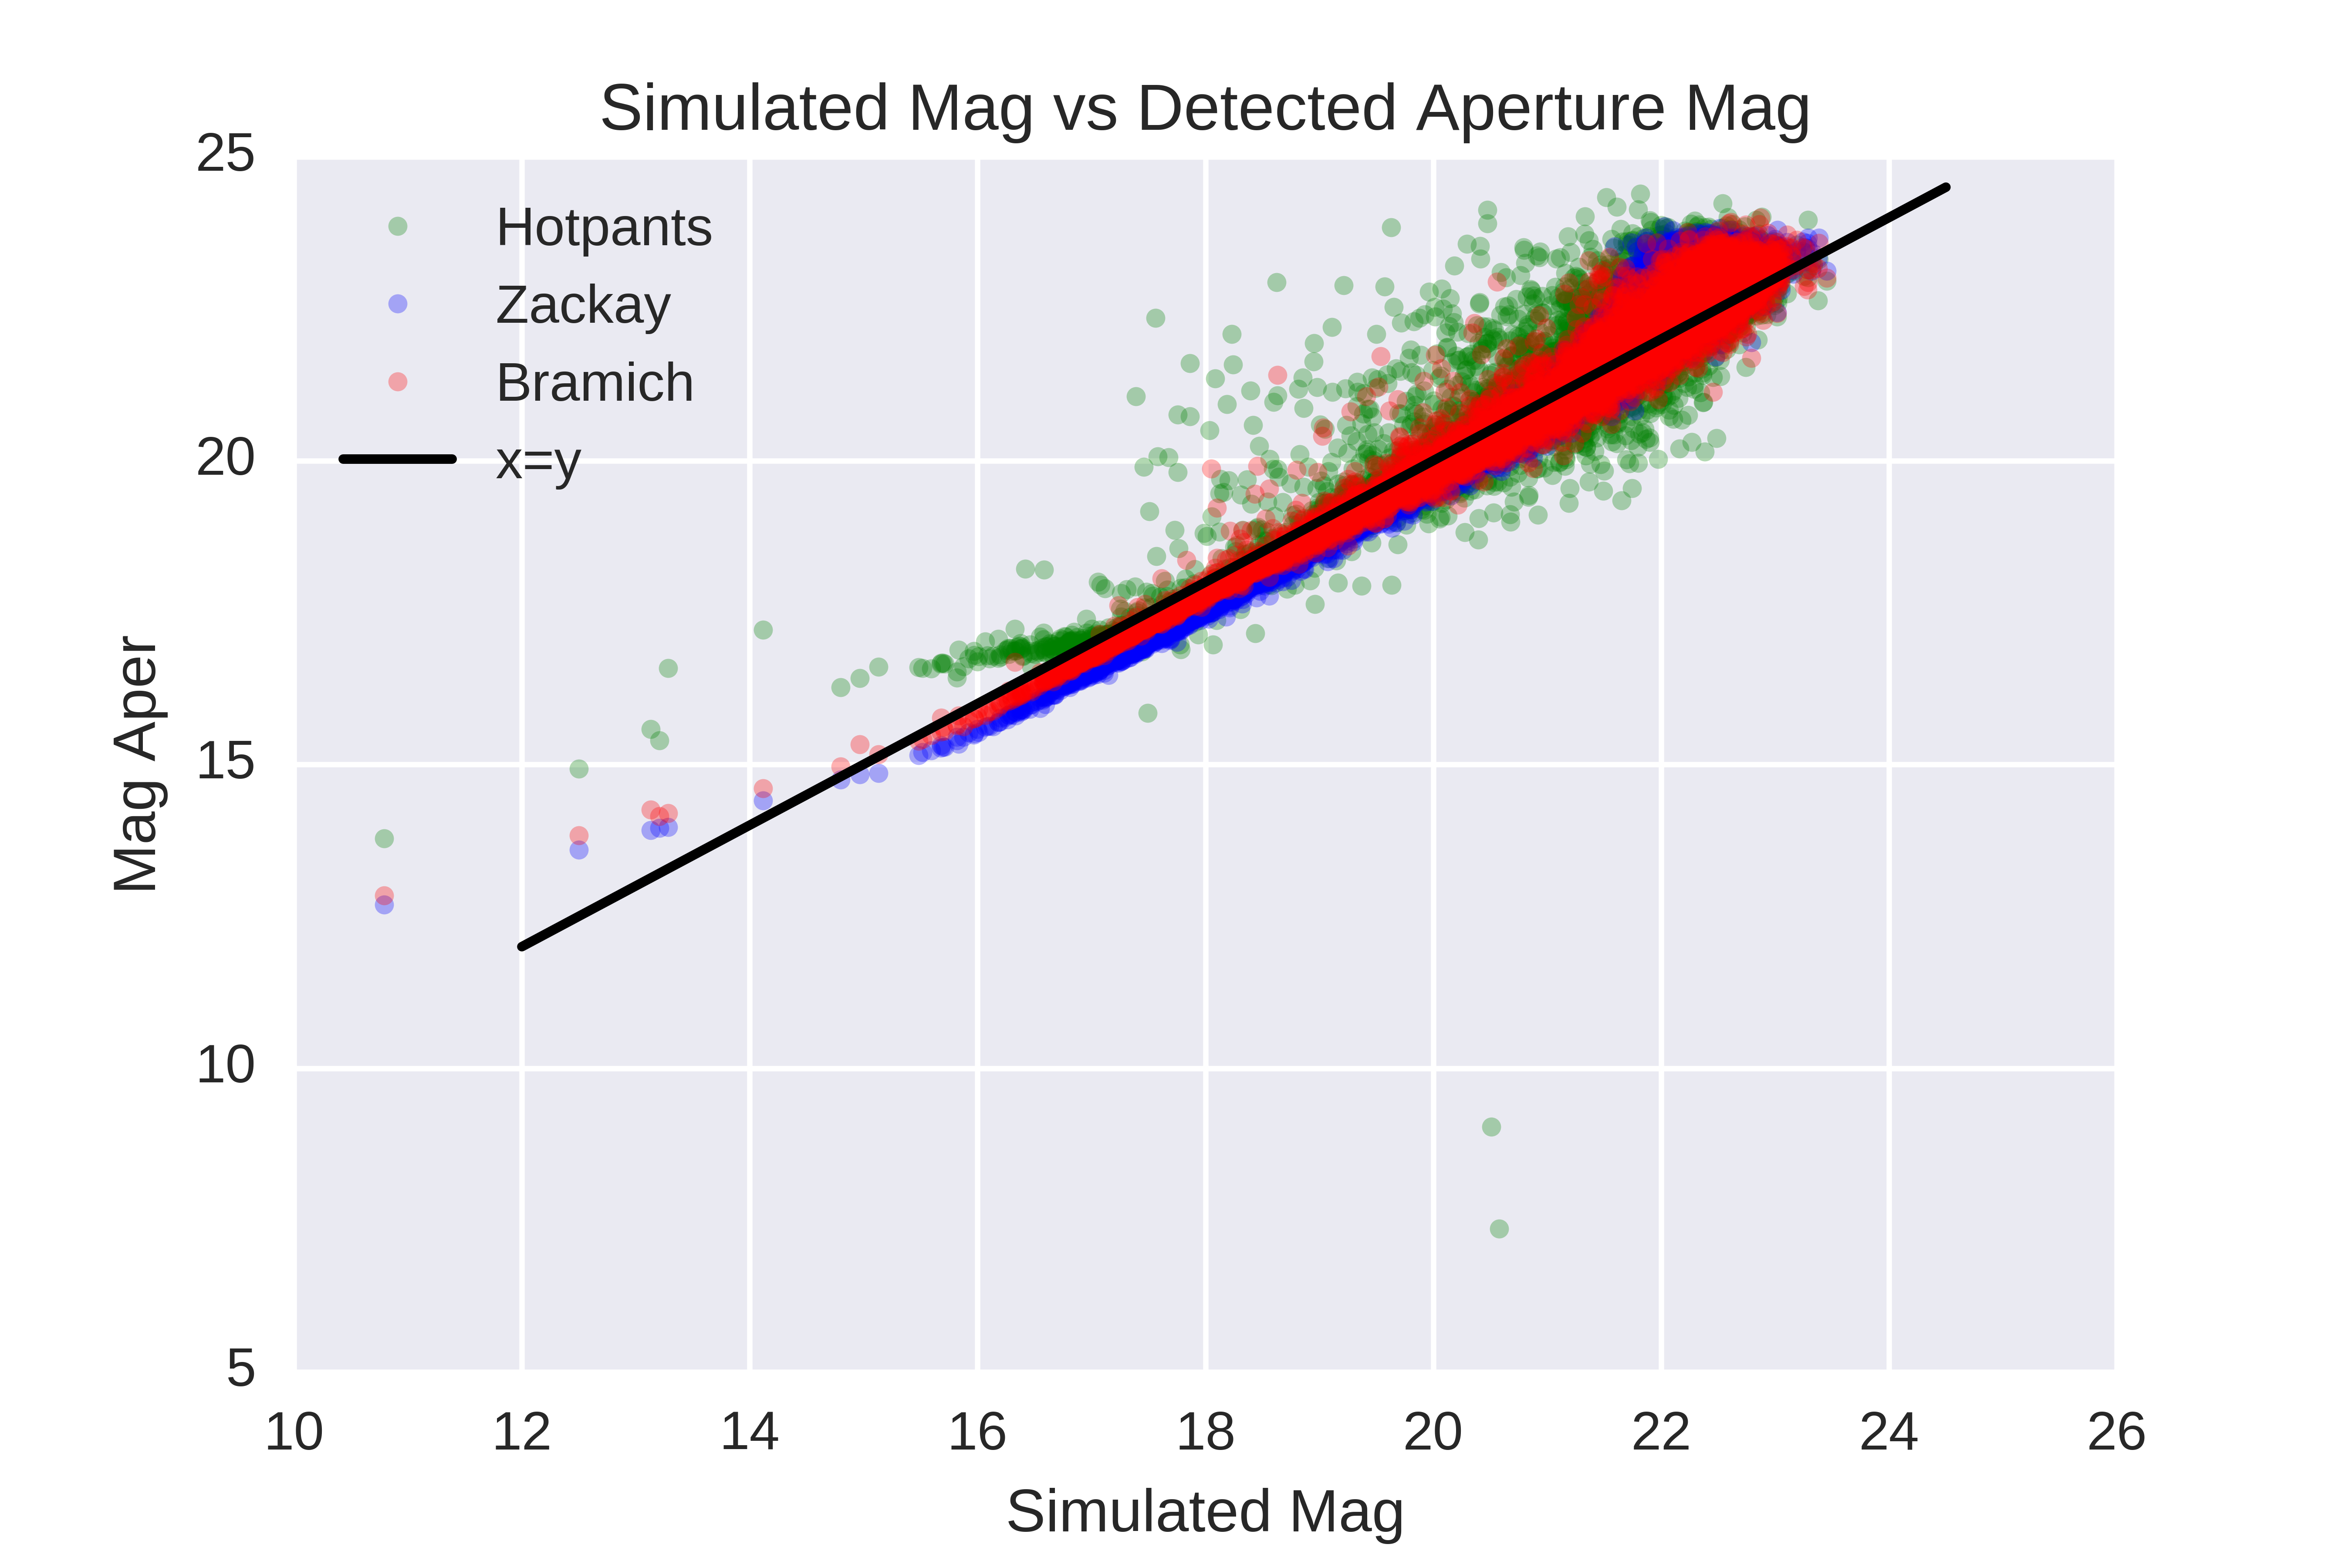 Simulated Mag vs Detected Aperture Mag
25
20
15
10
5
Mag Aper
Hotpants
Zackay
Bramich
x=y
10 12 14 16 18 20 22 24 26
Simulated Mag